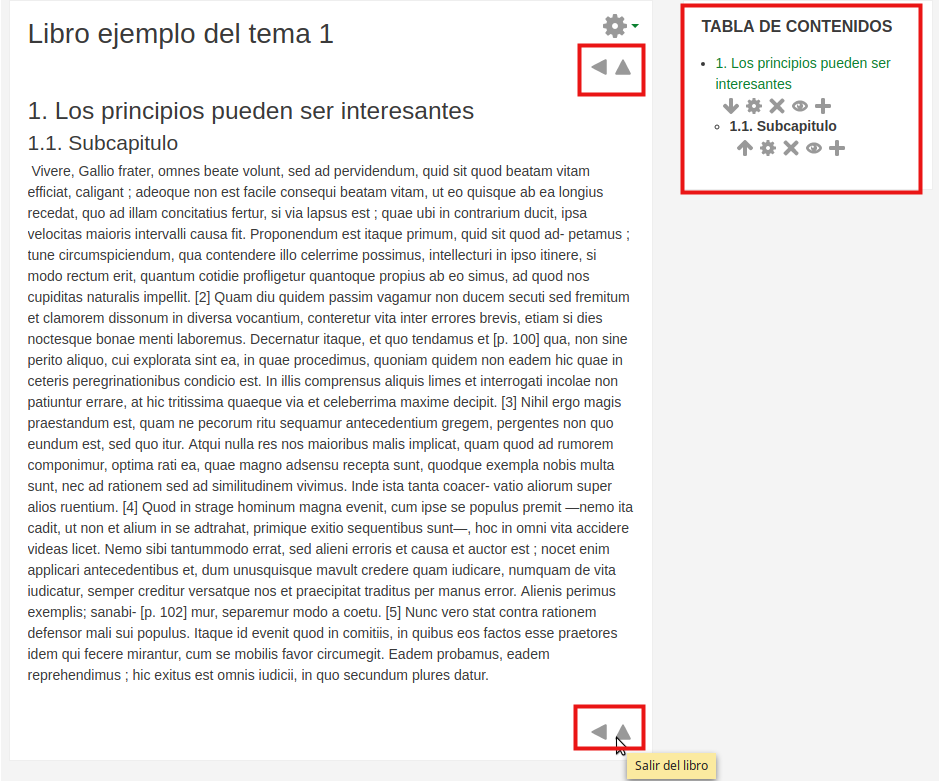 Libro ejemplo del tema 1
1. Los principios pueden ser interesantes
1.1. Subcapitulo
Vivere, Gallio frater, omnes beate volunt, sed ad pervidendum, quid sit quod beatam vitam
efficiat, caligant ; adeoque non est facile consequi beatam vitam, ut eo quisque ab ea longius
recedat, quo ad illam concitatius fertur, si via lapsus est ; quae ubi in contrarium ducit, ipsa
velocitas maioris intervalli causa fit. Proponendum est itaque primum, quid sit quod ad- petamus ;
tune circumspiciendum, qua contendere illo celerrime possimus, intellecturi in ipso itinere, si
modo rectum erit, quantum cotidie profligetur quantoque propius ab eo simus, ad quod nos
cupiditas naturalis impellit. [2] Quam diu quidem passim vagamur non ducem secuti sed fremitum
et clamorem dissonum in diversa vocantium, conteretur vita inter errores brevis, etiam si dies
noctesque bonae menti laboremus. Decernatur itaque, et quo tendamus et [p. 100] qua, non sine
perito aliquo, cui explorata sint ea, in quae procedimus, quoniam quidem non eadem hic quae in
ceteris peregrinationibus condicio est. In illis comprensus aliquis limes et interrogati incolae non
patiuntur errare, at hic tritissima quaeque via et celeberrima maxime decipit. [3] Nihil ergo magis
praestandum est, quam ne pecorum ritu sequamur antecedentium gregem, pergentes non quo
eundum est, sed quo itur. Atqui nulla res nos maioribus malis implicat, quam quod ad rumorem
componimur, optima rati ea, quae magno adsensu recepta sunt, quodque exempla nobis multa
sunt, nec ad rationem sed ad similitudinem vivimus. Inde ista tanta coacer- vatio aliorum super
alios ruentium. [4] Quod in strage hominum magna evenit, cum ipse se populus premit —nemo ita
cadit, ut non et alium in se adtrahat, primique exitio sequentibus sunt—, hoc in omni vita accidere
videas licet. Nemo sibi tantummodo errat, sed alieni erroris et causa et auctor est ; nocet enim
applicari antecedentibus et, dum unusquisque mavult credere quam iudicare, numquam de vita
iudicatur, semper creditur versatque nos et praecipitat traditus per manus error. Alienis perimus
exemplis; sanabi- [p. 102] mur, separemur modo a coetu. [5] Nunc vero stat contra rationem
defensor mali sui populus. Itaque id evenit quod in comitiis, in quibus eos factos esse praetores
idem qui fecere mirantur, cum se mobilis favor circumegit. Eadem probamus, eadem
reprehendimus ; hic exitus est omnis iudicii, in quo secundum plures datur.
Salir del libro
TABLA DE CONTENIDOS
1. Los principios pueden ser
interesantes
1.1. Subcapitulo